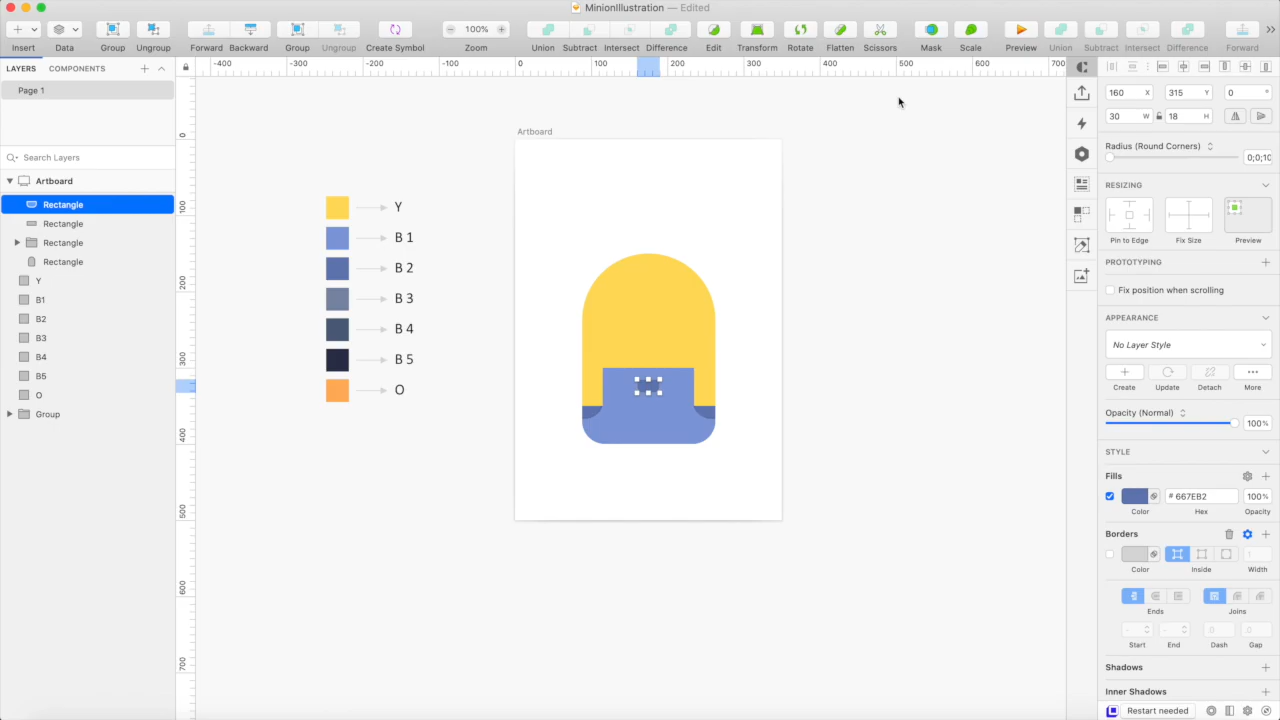 MinionIllustration — Edited
100%
Insert Data Group Ungroup Forward Backward Group Ungroup Create Symbol Zoom Union Subtract Intersect Difference Edit Transform Rotate Flatten Scissors Mask Scale Preview Union Subtract Intersect Difference Forward
LAYERS COMPONENTS
-400 -300 -200 -100 0 100 200 300 400 500 600 700
Page 1
Search Layers
Artboard
Rectangle
Rectangle
Rectangle
Rectangle
Y
B1
B2
B3
B4
B5
O
Group
0
100
200
300
400
500
600
700
Artboard
Y
B 1
B 2
B 3
B 4
B 5
O
160 X 315 Y 0 °
30 W 18 H
Radius (Round Corners)
0;0;10
RESIZING
Pin to Edge Fix Size Preview
PROTOTYPING
Fix position when scrolling
APPEARANCE
No Layer Style
Create Update Detach More
Opacity (Normal)
100%
STYLE
Fills
# 667EB2 100%
Color Hex Opacity
Borders
Color Inside Width
Ends Joins
Start End Dash Gap
Shadows
Inner Shadows
Restart needed